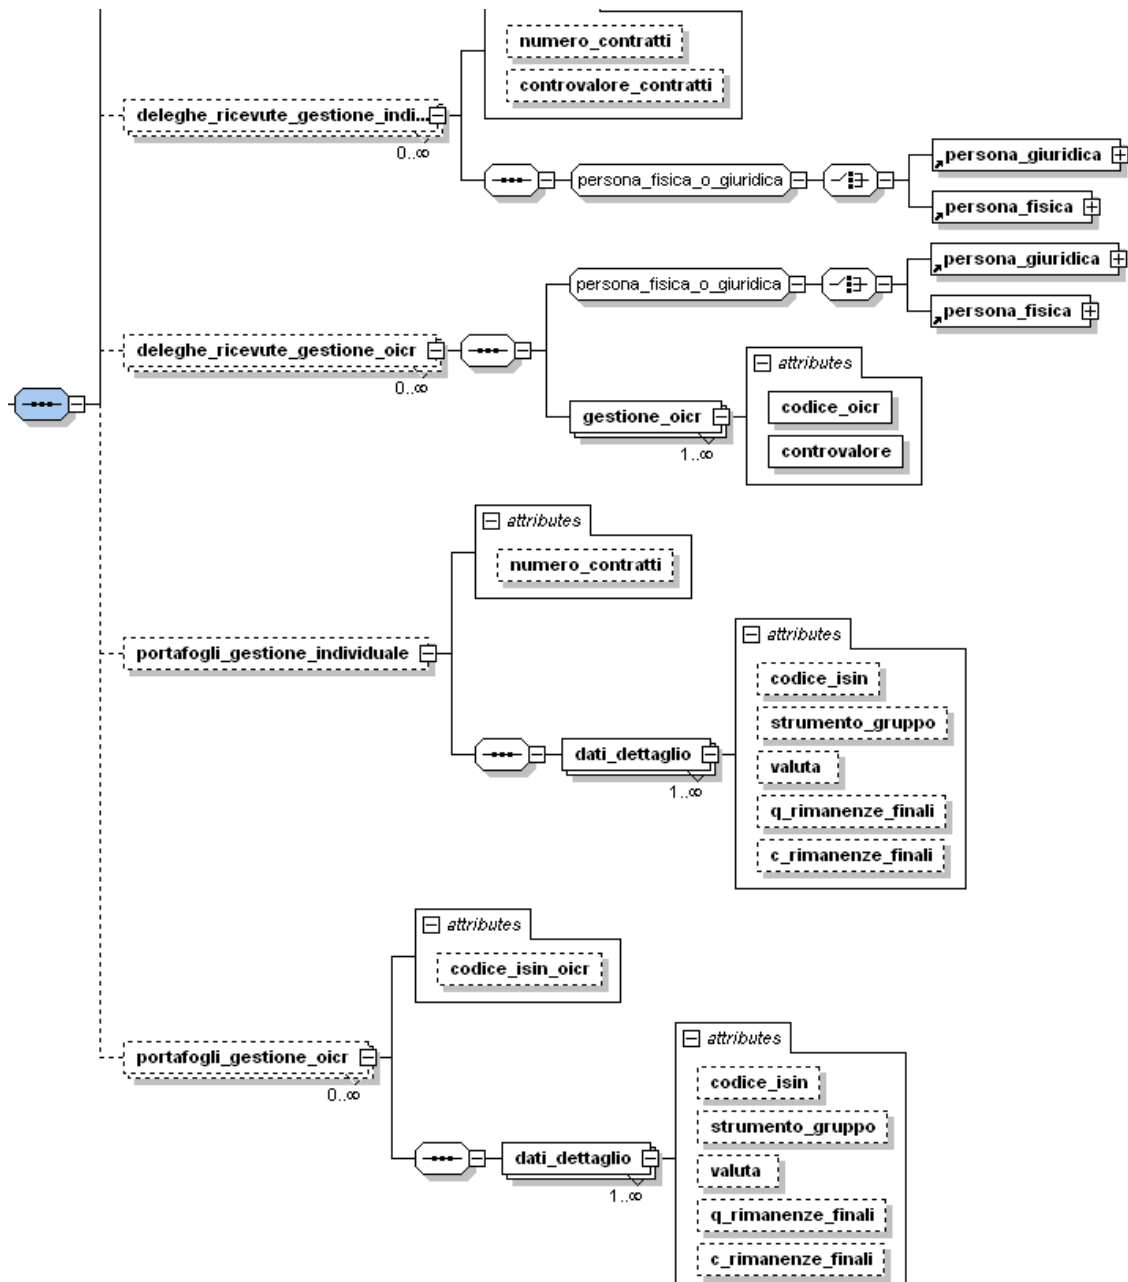 numero_contratti
controvalore_contratti
deleghe_ricevute_gestione_indi...
0..∞
persona_fisica_o_giuridica
persona_giuridica
persona_fisica
persona_fisica_o_giuridica
persona_giuridica
persona_fisica
deleghe_ricevute_gestione_oicr
0..∞
attributes
codice_oicr
gestione_oicr
controvalore
1..∞
attributes
numero_contratti
portafogli_gestione_individuale
attributes
codice_isin
strumento_gruppo
dati_dettaglio
valuta
1..∞
q_rimanenze_finali
c_rimanenze_finali
attributes
codice_isin_oicr
portafogli_gestione_oicr
0..∞
attributes
codice_isin
strumento_gruppo
dati_dettaglio
valuta
1..∞
q_rimanenze_finali
c_rimanenze_finali